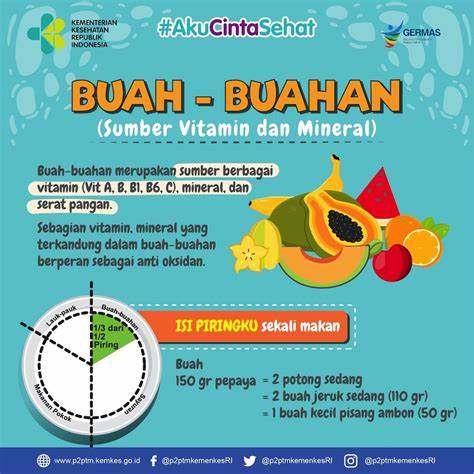 KEMENTERIAN
KESEHATAN
REPUBLIK
INDONESIA
#AkuCintaSehat
GERMAS
BUAH - BUAHAN
(Sumber Vitamin dan Mineral)
Buah-buahan merupakan sumber berbagai
vitamin (Vit A, B, B1, B6, C), mineral, dan
serat pangan.
Sebagian vitamin, mineral yang
terkandung dalam buah-buahan
berperan sebagai anti oksidan.
Lauk-pauk
Buah-buahan
1/3 dari
1/2
Piring
Makanan Pokok
Sayuran
ISI PIRINGKU sekali makan
Buah
150 gr pepaya = 2 potong sedang
= 2 buah jeruk sedang (110 gr)
= 1 buah kecil pisang ambon (50 gr)
www.p2ptm.kemkes.go.id
@p2ptmkemenkesRI
@p2ptmkemenkesRI
@p2ptmkemenkesRI